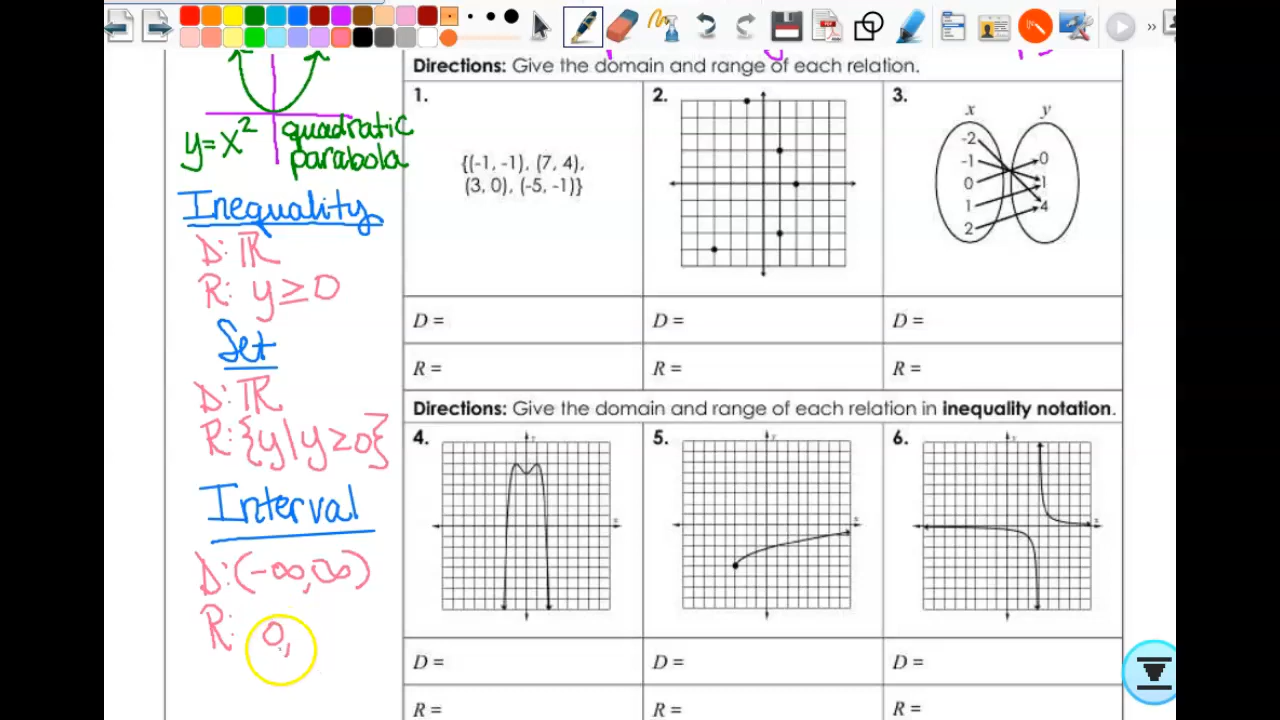 y=x² quadratic
parabola
Inequality
D: ℝ
R: y≥0
Set
D: ℝ
R: {y|y≥0}
Interval
D: (-∞,∞)
R: 0,
Directions: Give the domain and range of each relation.
1.
{(-1, -1), (7, 4),
(3, 0), (-5, -1)}
D =
R =
2.
D =
R =
3.
x y
-2
-1
0
1
2
0
1
4
D =
R =
Directions: Give the domain and range of each relation in inequality notation.
4.
y
x
D =
R =
5.
y
x
D =
R =
6.
y
x
D =
R =